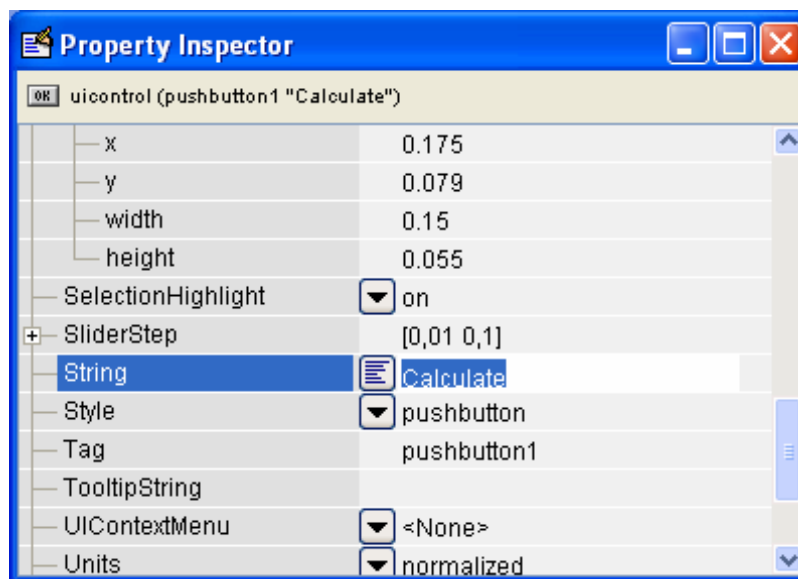 Property Inspector
OK uicontrol (pushbutton1 "Calculate")
x 0.175
y 0.079
width 0.15
height 0.055
SelectionHighlight on
SliderStep [0,01 0,1]
String Calculate
Style pushbutton
Tag pushbutton1
TooltipString
UIContextMenu <None>
Units normalized